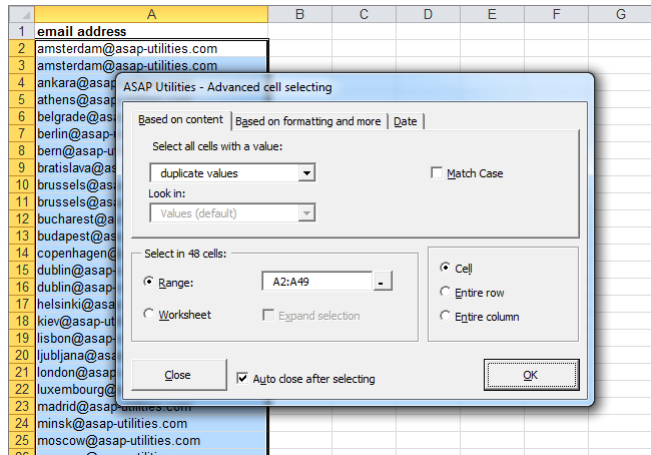 A B C D E F G
1 email address
2 amsterdam@asap-utilities.com
3 amsterdam@asap-utilities.com
ASAP Utilities - Advanced cell selecting
4 ankara@asap
5 athens@asap
Based on content Based on formatting and more Date
6 belgrade@as
7 berlin@asap-
Select all cells with a value:
8 bern@asap-u
9 bratislava@as
duplicate values Match Case
10 brussels@as
Look in:
11 brussels@as
Values (default)
12 bucharest@a
13 budapest@as
14 copenhagen@
Select in 48 cells:
15 dublin@asap-
Cell
16 dublin@asap-
Range: A2:A49 -
Entire row
17 helsinki@asa
18 kiev@asap-ut
Worksheet Expand selection
Entire column
19 lisbon@asap-
20 ljubljana@asa
21 london@asap
Close Auto close after selecting OK
22 luxembourg@
23 madrid@asap-utilities.com
24 minsk@asap-utilities.com
25 moscow@asap-utilities.com